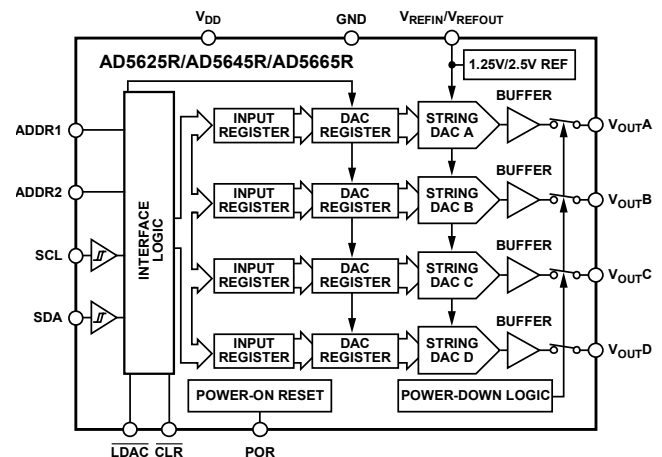 VDD
GND
VREFIN/VREFOUT
AD5625R/AD5645R/AD5665R
1.25V/2.5V REF
ADDR1
ADDR2
SCL
SDA
INTERFACE
LOGIC
INPUT
REGISTER
DAC
REGISTER
STRING
DAC A
BUFFER
VOUTA
INPUT
REGISTER
DAC
REGISTER
STRING
DAC B
BUFFER
VOUTB
INPUT
REGISTER
DAC
REGISTER
STRING
DAC C
BUFFER
VOUTC
INPUT
REGISTER
DAC
REGISTER
STRING
DAC D
BUFFER
VOUTD
POWER-ON RESET
POWER-DOWN LOGIC
LDAC
CLR
POR